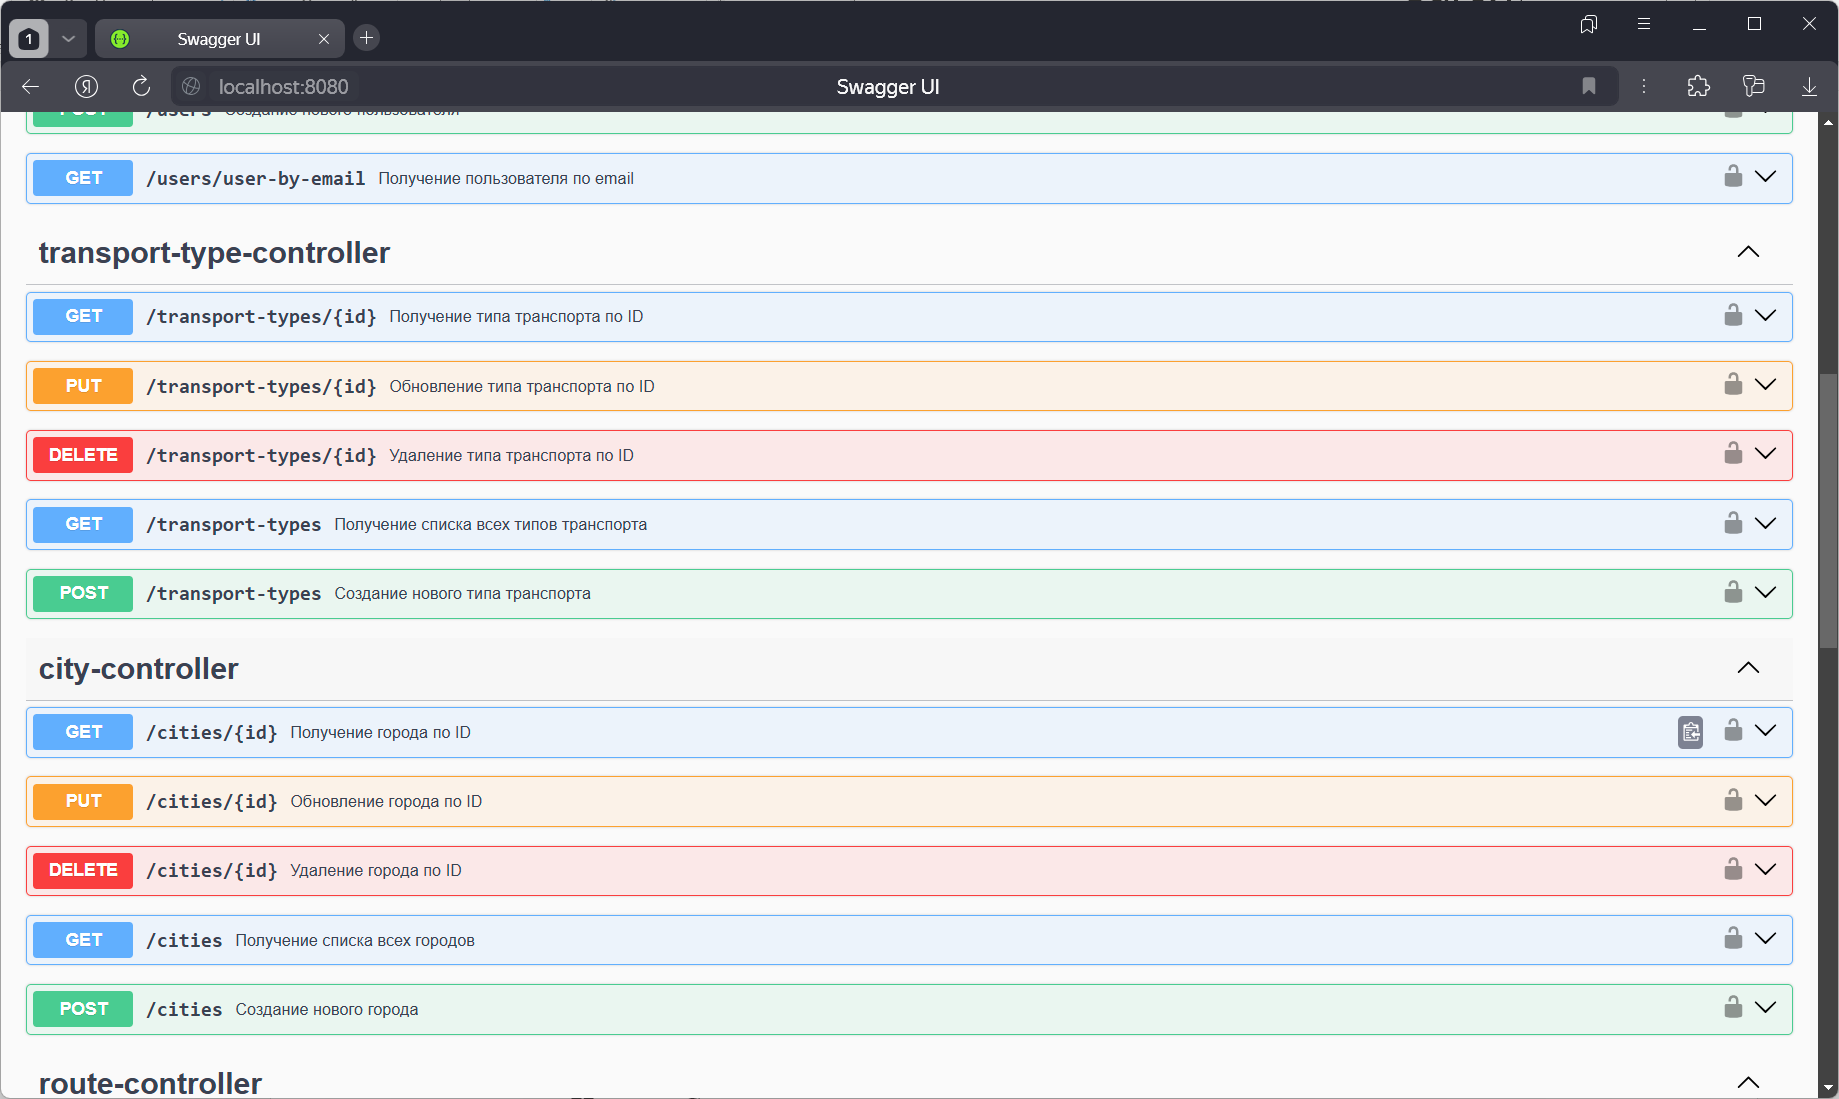 1
Swagger UI
localhost:8080
Swagger UI
POST /users Создание нового пользователя
GET /users/user-by-email Получение пользователя по email
transport-type-controller
GET /transport-types/{id} Получение типа транспорта по ID
PUT /transport-types/{id} Обновление типа транспорта по ID
DELETE /transport-types/{id} Удаление типа транспорта по ID
GET /transport-types Получение списка всех типов транспорта
POST /transport-types Создание нового типа транспорта
city-controller
GET /cities/{id} Получение города по ID
PUT /cities/{id} Обновление города по ID
DELETE /cities/{id} Удаление города по ID
GET /cities Получение списка всех городов
POST /cities Создание нового города
route-controller